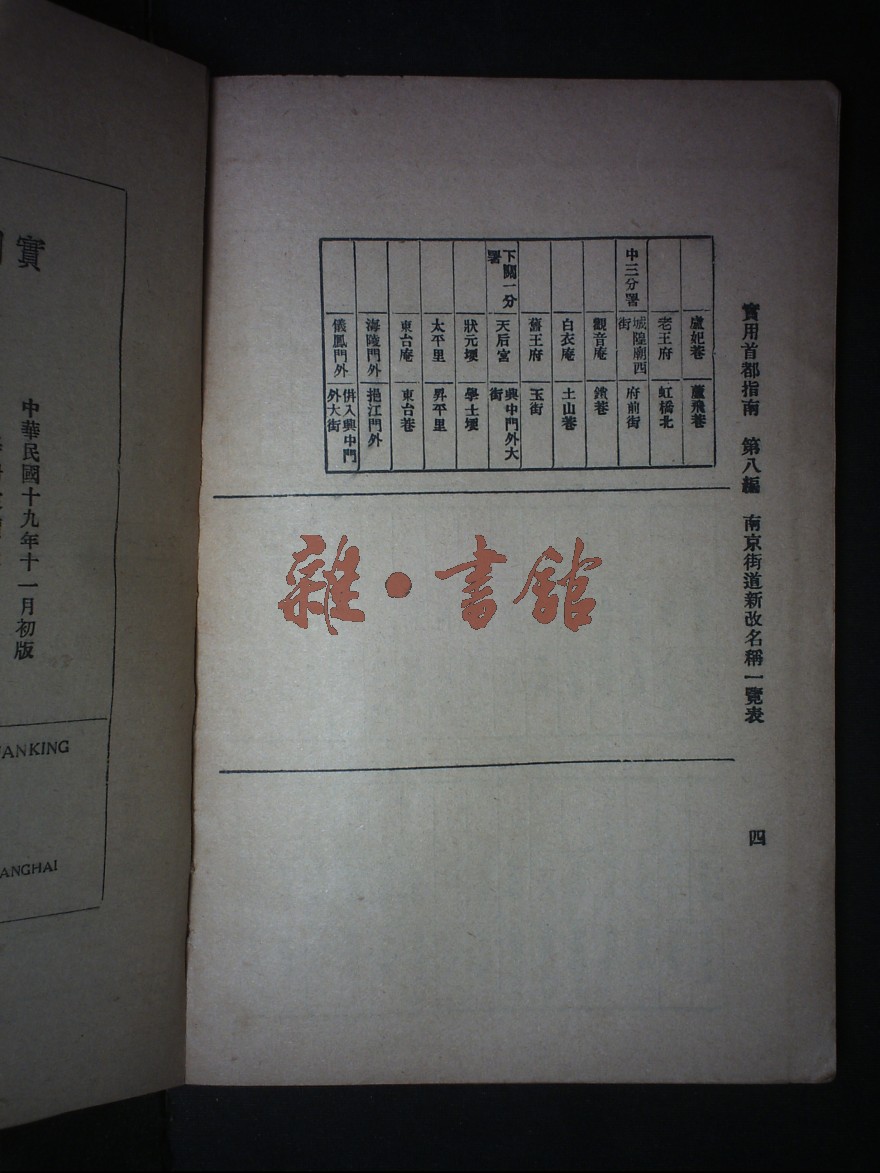 實用首都指南　第八編　南京街道新改名稱一覽表
四
盧妃巷　蘆飛巷
老王府　虹橋北
中三分署　城隍廟西街　府前街
觀音庵　鑽巷
白衣庵　土山巷
舊王府　玉街
下關一分署　天后宮　興中門外大街
狀元境　學士境
太平里　昇平里
東台庵　東台巷
海陵門外　挹江門外
儀鳳門外　併入興中門外大街
雜·書館
實
中華民國十九年十一月初版
ANKING
ANGHAI